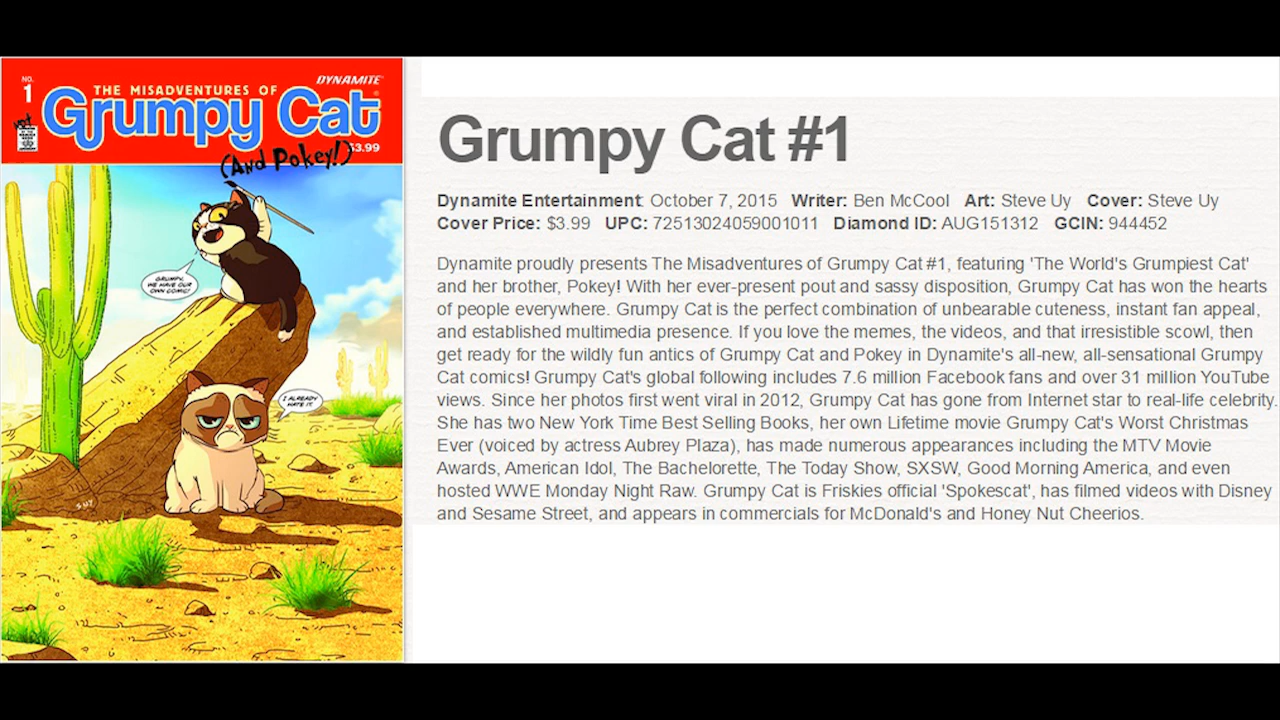 NO.
1
DYNAMITE
THE MISADVENTURES OF
Grumpy Cat
$3.99
(And Pokey!)
GRUMPY,
WE HAVE OUR
OWN COMIC!
I ALREADY
HATE IT.
SUY
Grumpy Cat #1
Dynamite Entertainment: October 7, 2015 Writer: Ben McCool Art: Steve Uy Cover: Steve Uy
Cover Price: $3.99 UPC: 72513024059001011 Diamond ID: AUG151312 GCIN: 944452
Dynamite proudly presents The Misadventures of Grumpy Cat #1, featuring 'The World's Grumpiest Cat'
and her brother, Pokey! With her ever-present pout and sassy disposition, Grumpy Cat has won the hearts
of people everywhere. Grumpy Cat is the perfect combination of unbearable cuteness, instant fan appeal,
and established multimedia presence. If you love the memes, the videos, and that irresistible scowl, then
get ready for the wildly fun antics of Grumpy Cat and Pokey in Dynamite's all-new, all-sensational Grumpy
Cat comics! Grumpy Cat's global following includes 7.6 million Facebook fans and over 31 million YouTube
views. Since her photos first went viral in 2012, Grumpy Cat has gone from Internet star to real-life celebrity.
She has two New York Time Best Selling Books, her own Lifetime movie Grumpy Cat's Worst Christmas
Ever (voiced by actress Aubrey Plaza), has made numerous appearances including the MTV Movie
Awards, American Idol, The Bachelorette, The Today Show, SXSW, Good Morning America, and even
hosted WWE Monday Night Raw. Grumpy Cat is Friskies official 'Spokescat', has filmed videos with Disney
and Sesame Street, and appears in commercials for McDonald's and Honey Nut Cheerios.